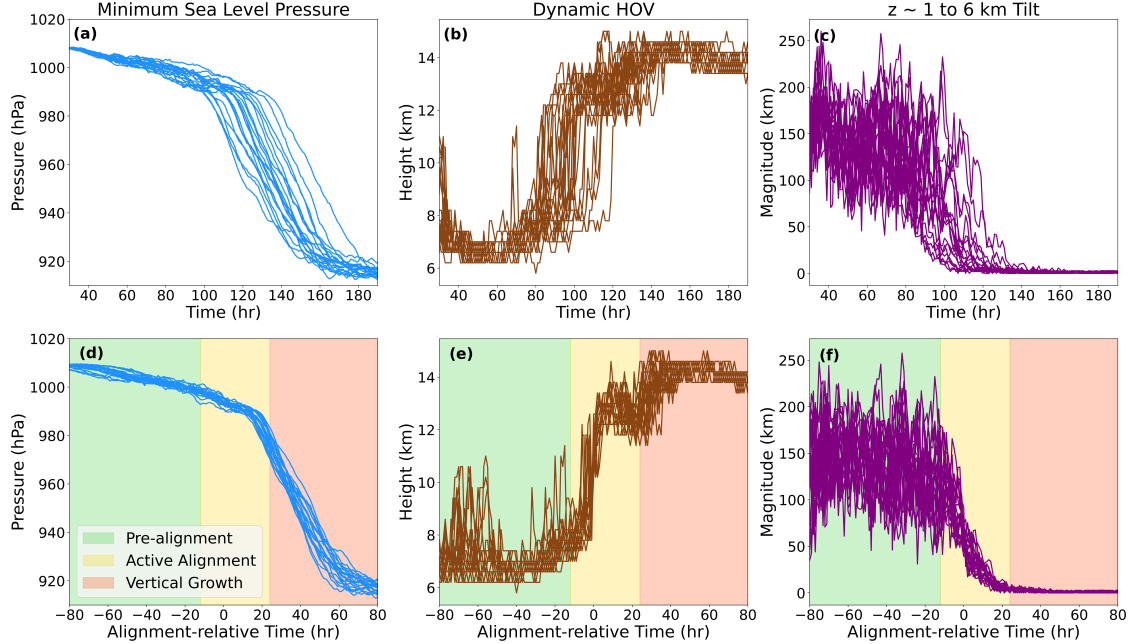 Minimum Sea Level Pressure
Dynamic HOV
z ~ 1 to 6 km Tilt
(a)
Pressure (hPa)
1020
1000
980
960
940
920
40 60 80 100 120 140 160 180
Time (hr)
(b)
Height (km)
14
12
10
8
6
40 60 80 100 120 140 160 180
Time (hr)
(c)
Magnitude (km)
250
200
150
100
50
0
40 60 80 100 120 140 160 180
Time (hr)
(d)
Pressure (hPa)
1020
1000
980
960
940
920
Pre-alignment
Active Alignment
Vertical Growth
−80 −60 −40 −20 0 20 40 60 80
Alignment-relative Time (hr)
(e)
Height (km)
14
12
10
8
6
−80 −60 −40 −20 0 20 40 60 80
Alignment-relative Time (hr)
(f)
Magnitude (km)
250
200
150
100
50
0
−80 −60 −40 −20 0 20 40 60 80
Alignment-relative Time (hr)